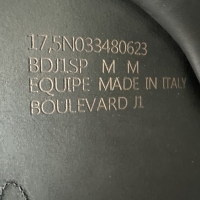 17,5N033480623
BDJ1SP M M
EQUIPE MADE IN ITALY
BOULEVARD J1